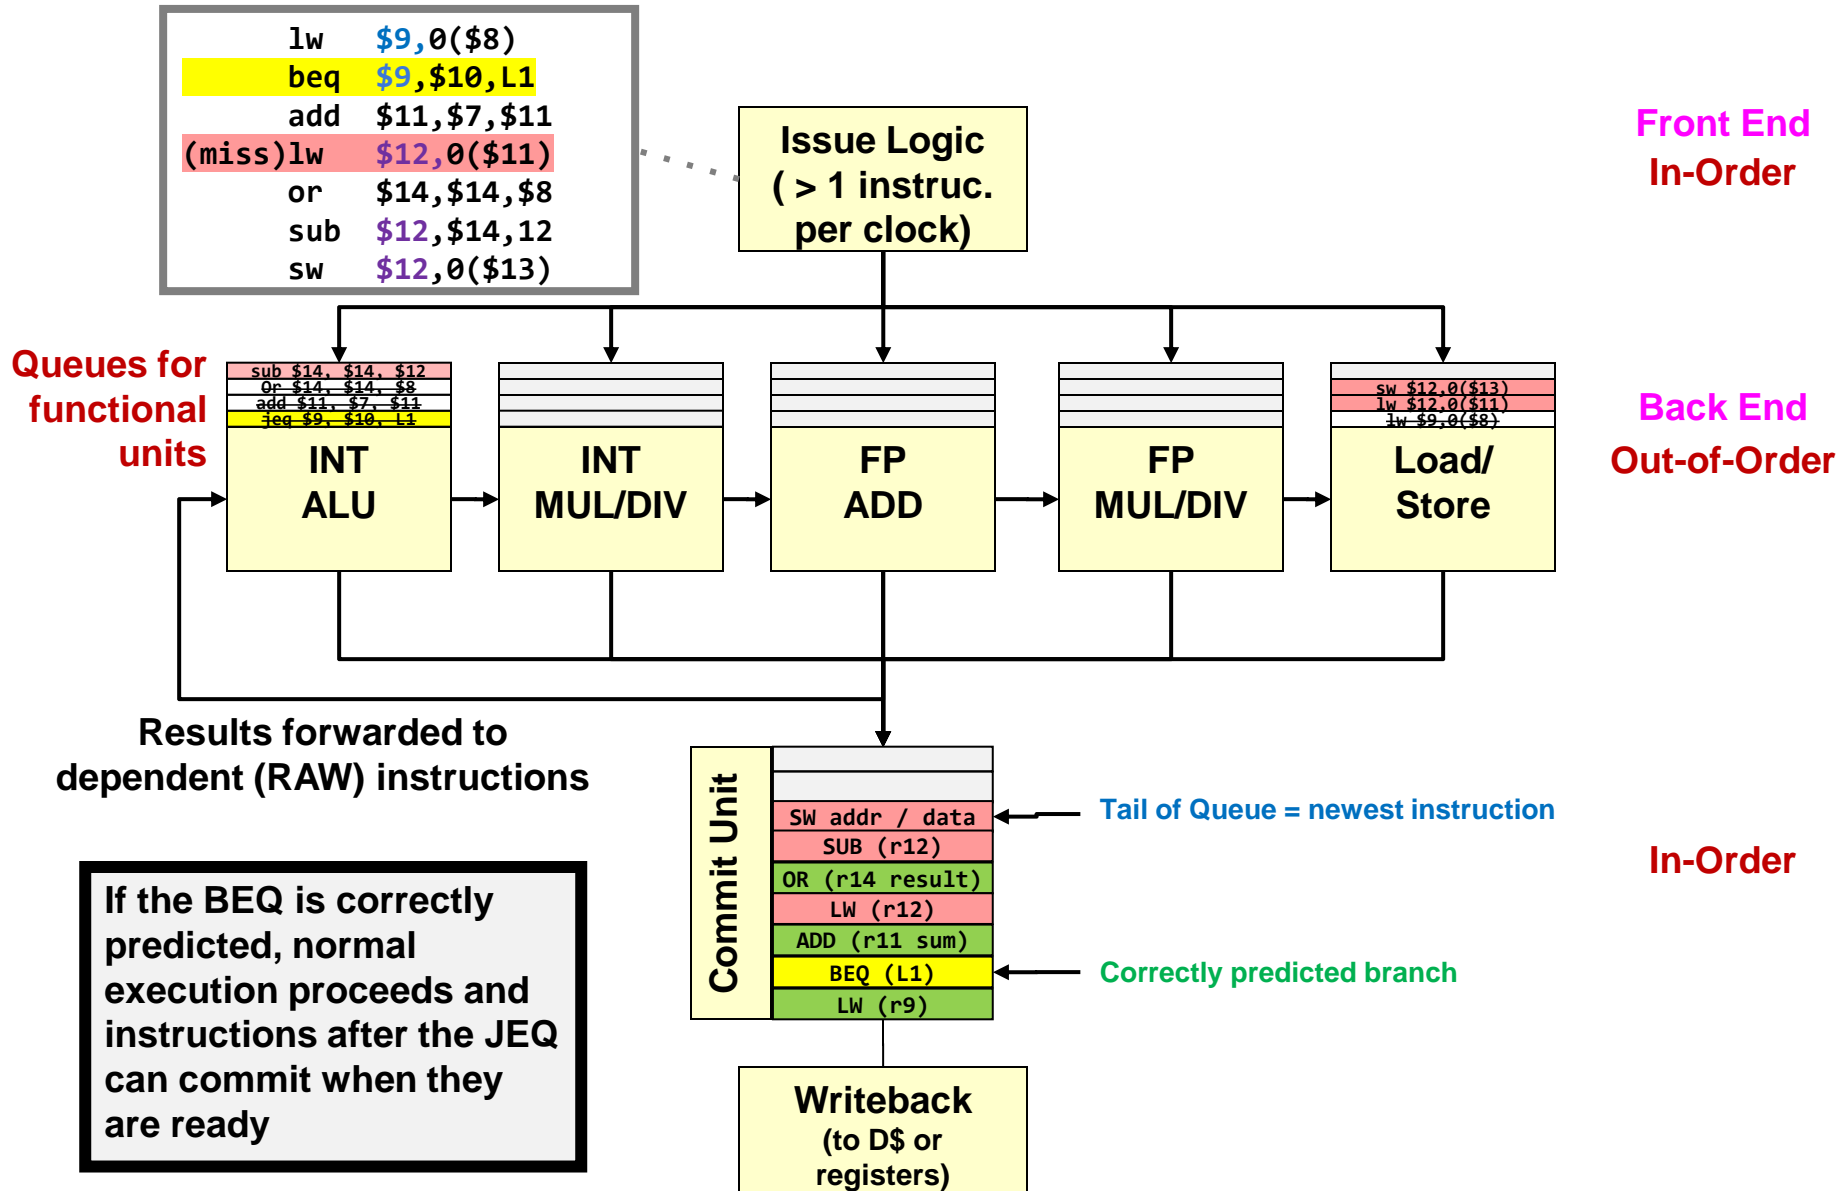 lw $9,0($8)
beq $9,$10,L1
add $11,$7,$11
(miss)lw $12,0($11)
or $14,$14,$8
sub $12,$14,12
sw $12,0($13)
Issue Logic
( > 1 instruc.
per clock)
Front End
In-Order
Queues for
functional
units
sub $14, $14, $12
Or $14, $14, $8
add $11, $7, $11
jeq $9, $10, L1
INT
ALU
INT
MUL/DIV
FP
ADD
FP
MUL/DIV
sw $12,0($13)
lw $12,0($11)
lw $9,0($8)
Load/
Store
Back End
Out-of-Order
Results forwarded to
dependent (RAW) instructions
Commit Unit
SW addr / data
SUB (r12)
OR (r14 result)
LW (r12)
ADD (r11 sum)
BEQ (L1)
LW (r9)
Tail of Queue = newest instruction
Correctly predicted branch
In-Order
If the BEQ is correctly
predicted, normal
execution proceeds and
instructions after the JEQ
can commit when they
are ready
Writeback
(to D$ or
registers)